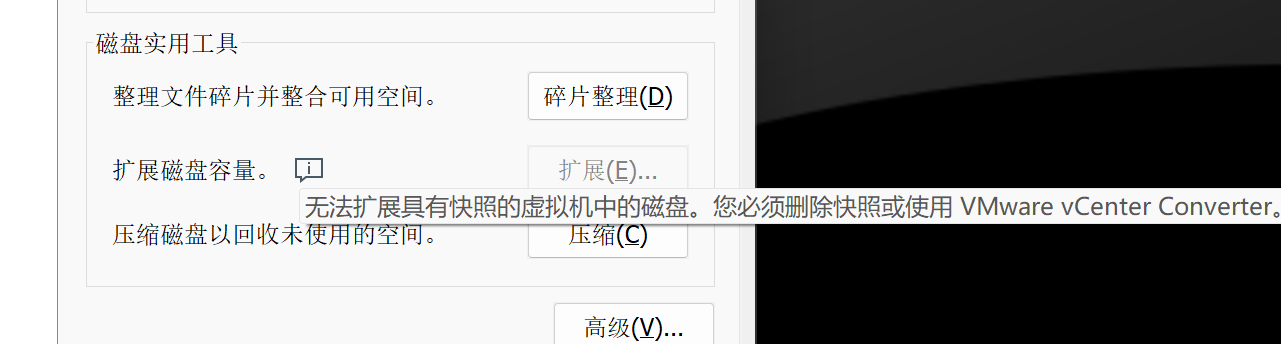 磁盘实用工具
整理文件碎片并整合可用空间。 碎片整理(D)
扩展磁盘容量。 扩展(E)...
无法扩展具有快照的虚拟机中的磁盘。您必须删除快照或使用 VMware vCenter Converter。
压缩磁盘以回收未使用的空间。 压缩(C)
高级(V)...